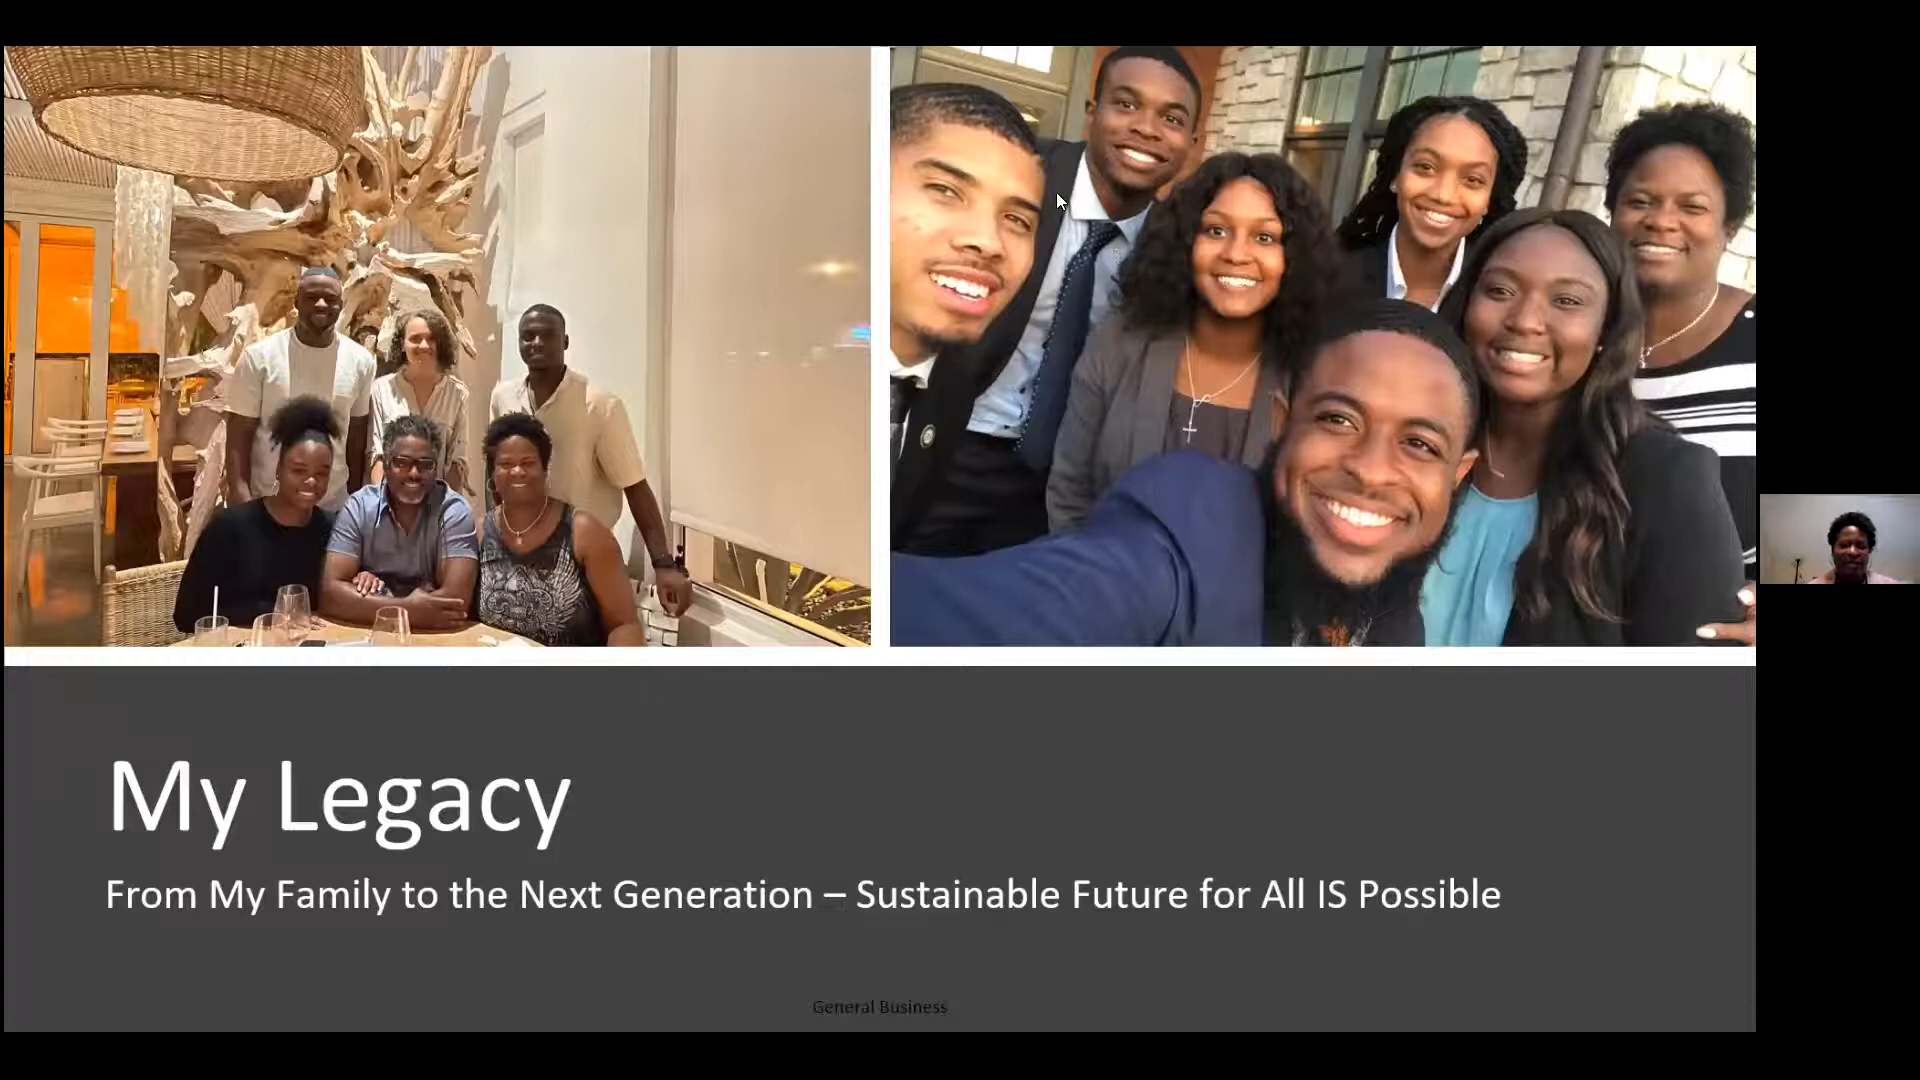 My Legacy
From My Family to the Next Generation – Sustainable Future for All IS Possible
General Business